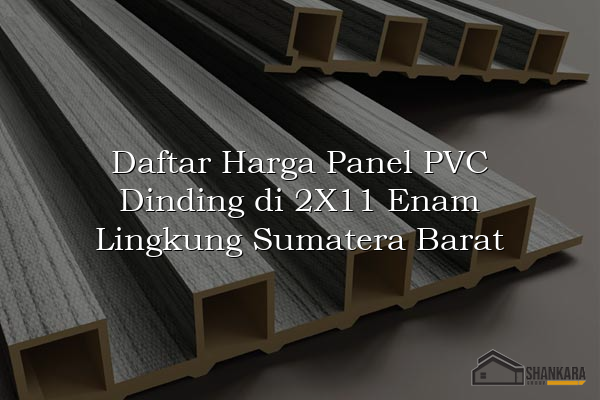 Daftar Harga Panel PVC
Dinding di 2X11 Enam
Lingkung Sumatera Barat
SHANKARA